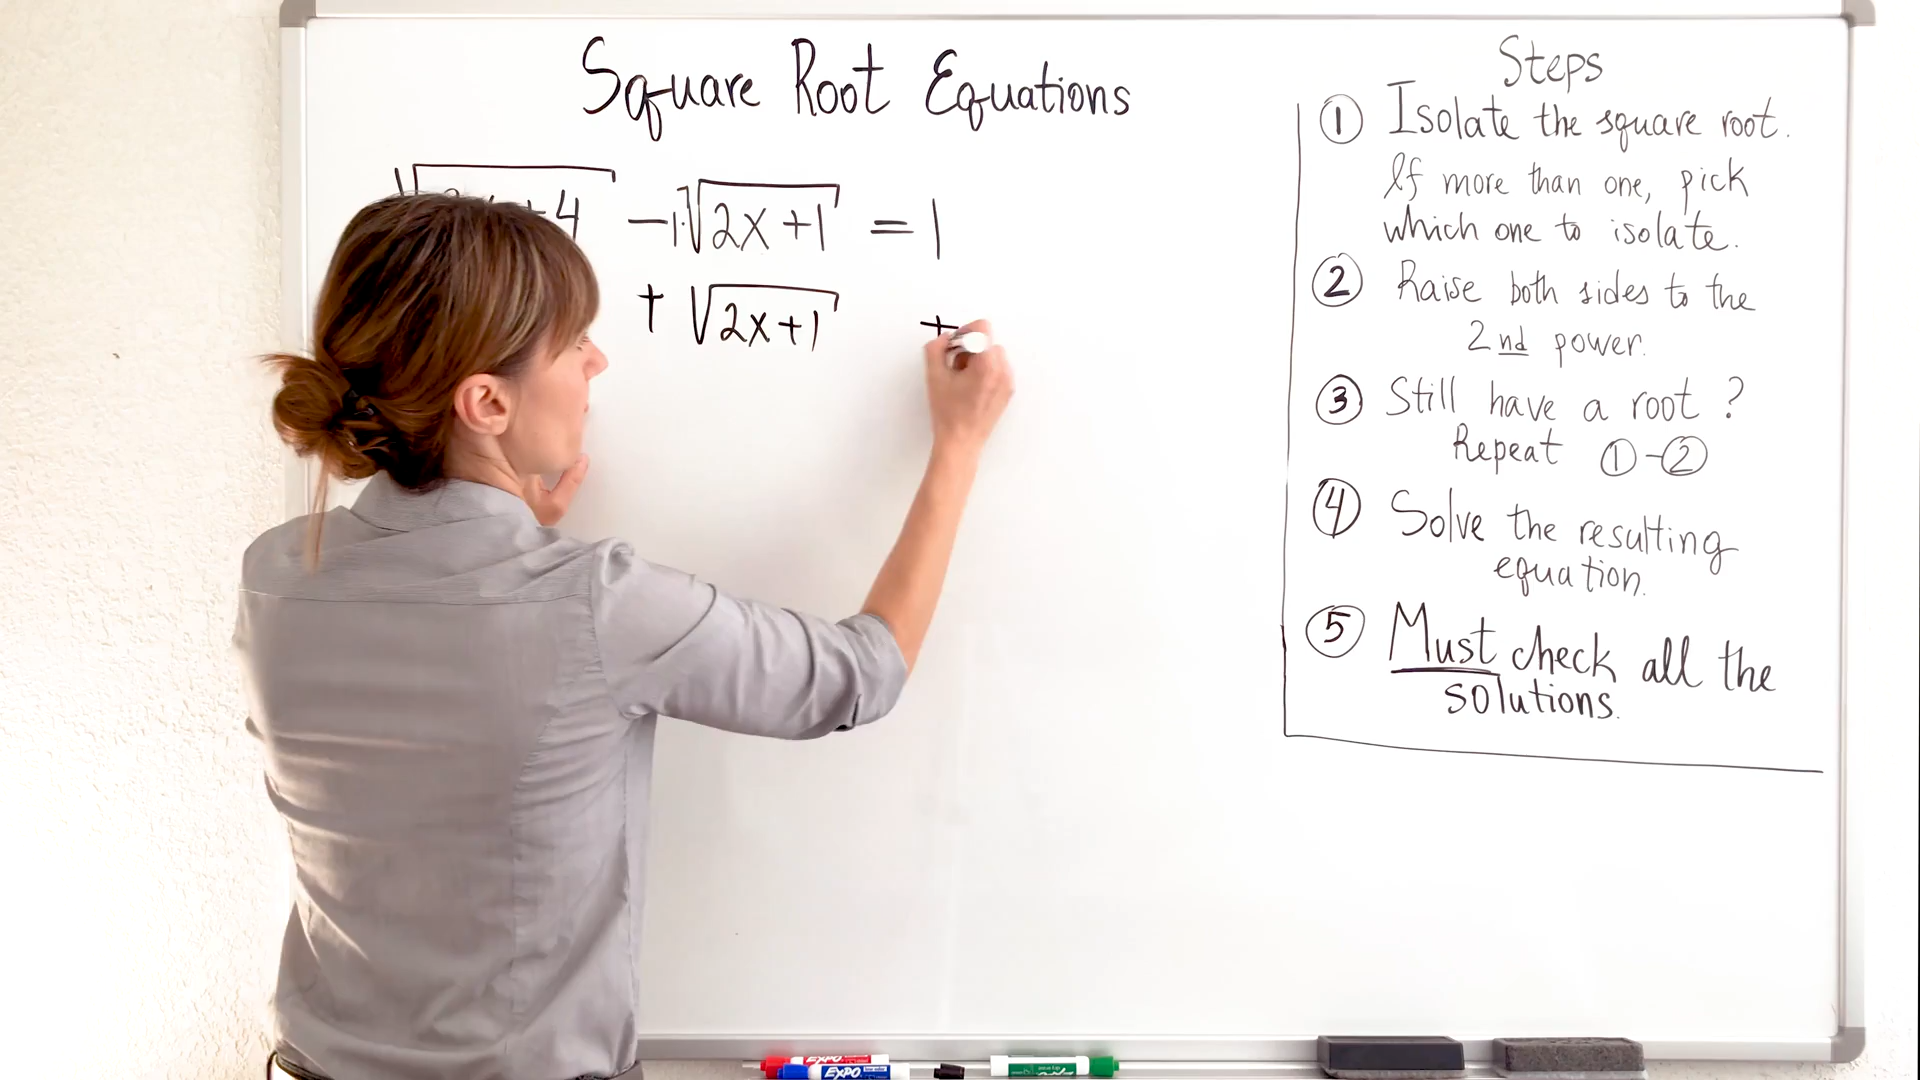 Square Root Equations
+4 −1·√2x+1 = 1
+ √2x+1 +
Steps
① Isolate the square root.
If more than one, pick
which one to isolate.
② Raise both sides to the
2nd power.
③ Still have a root?
Repeat ①-②
④ Solve the resulting
equation.
⑤ Must check all the
solutions.
EXPO
EXPO